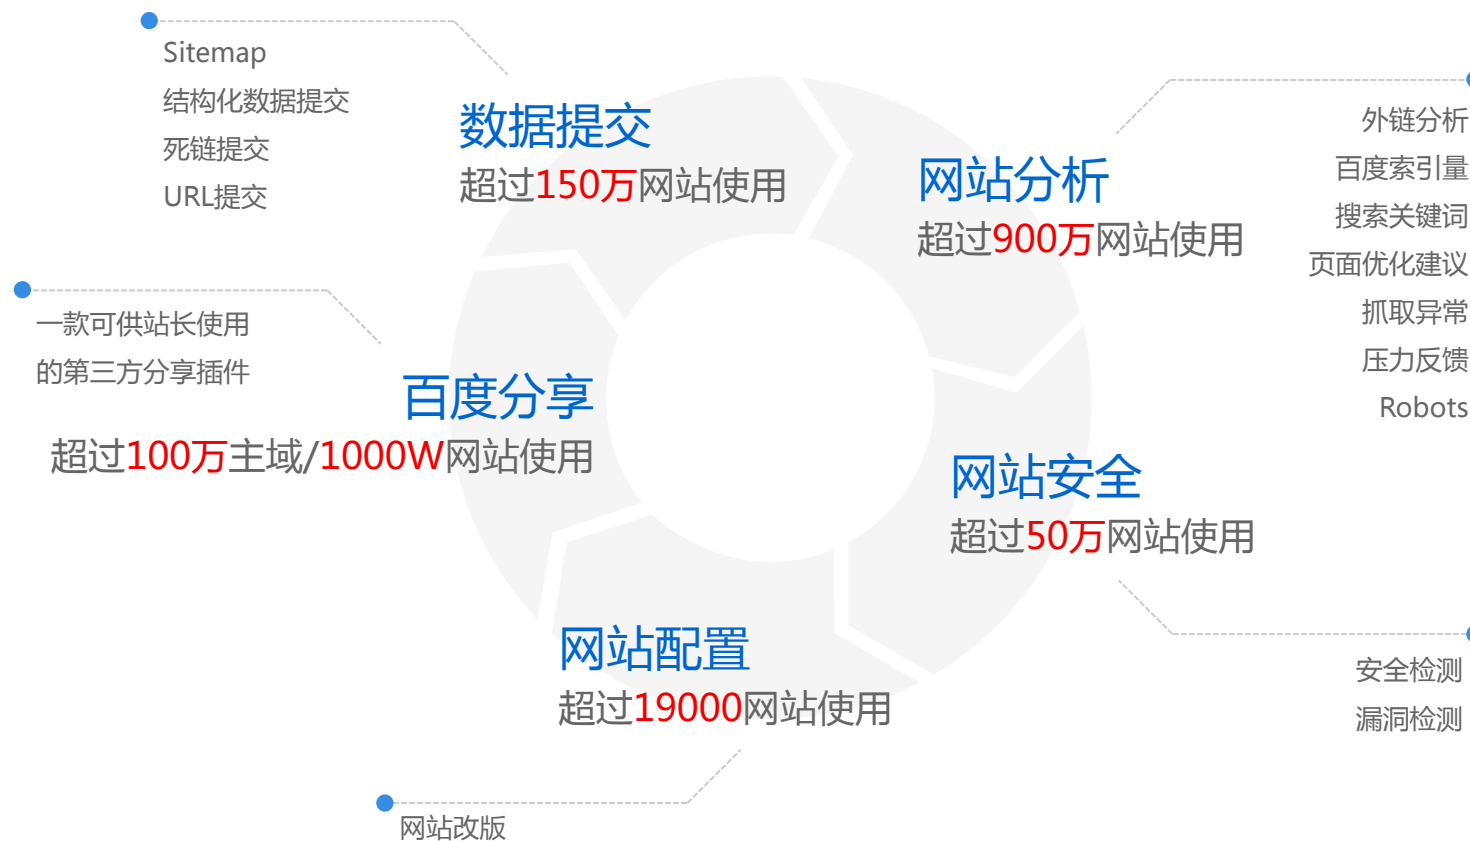 Sitemap
结构化数据提交
死链提交
URL提交
数据提交
超过150万网站使用
网站分析
超过900万网站使用
外链分析
百度索引量
搜索关键词
页面优化建议
抓取异常
压力反馈
Robots
一款可供站长使用
的第三方分享插件
百度分享
超过100万主域/1000W网站使用
网站安全
超过50万网站使用
安全检测
漏洞检测
网站配置
超过19000网站使用
网站改版